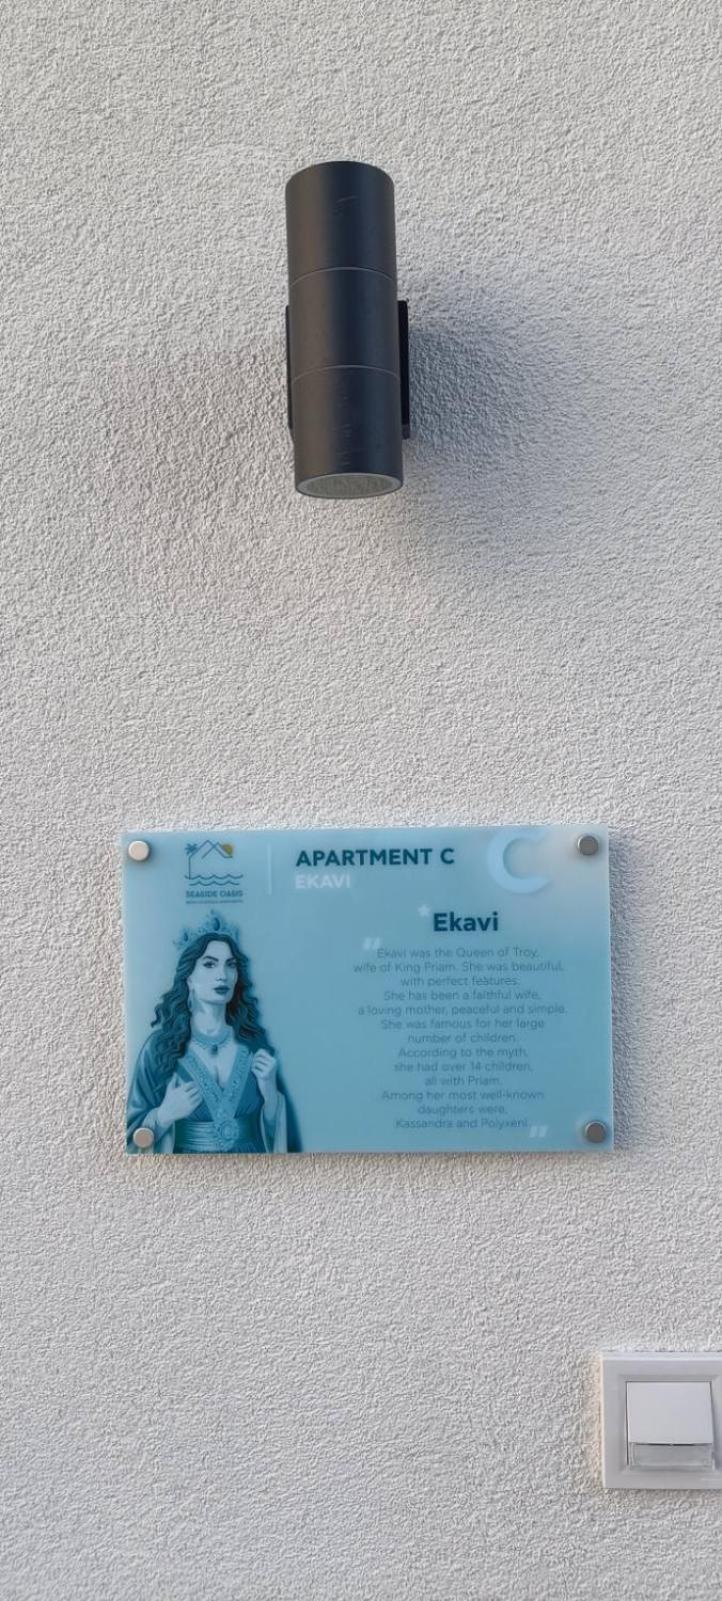 SEASIDE OASIS
APARTMENT C
EKAVI
C
Ekavi
"Ekavi was the Queen of Troy,
wife of King Priam. She was beautiful,
with perfect features.
She has been a faithful wife,
a loving mother, peaceful and simple.
She was famous for her large
number of children.
According to the myth,
she had over 14 children,
all with Priam.
Among her most well-known
daughters were,
Kassandra and Polyxeni."